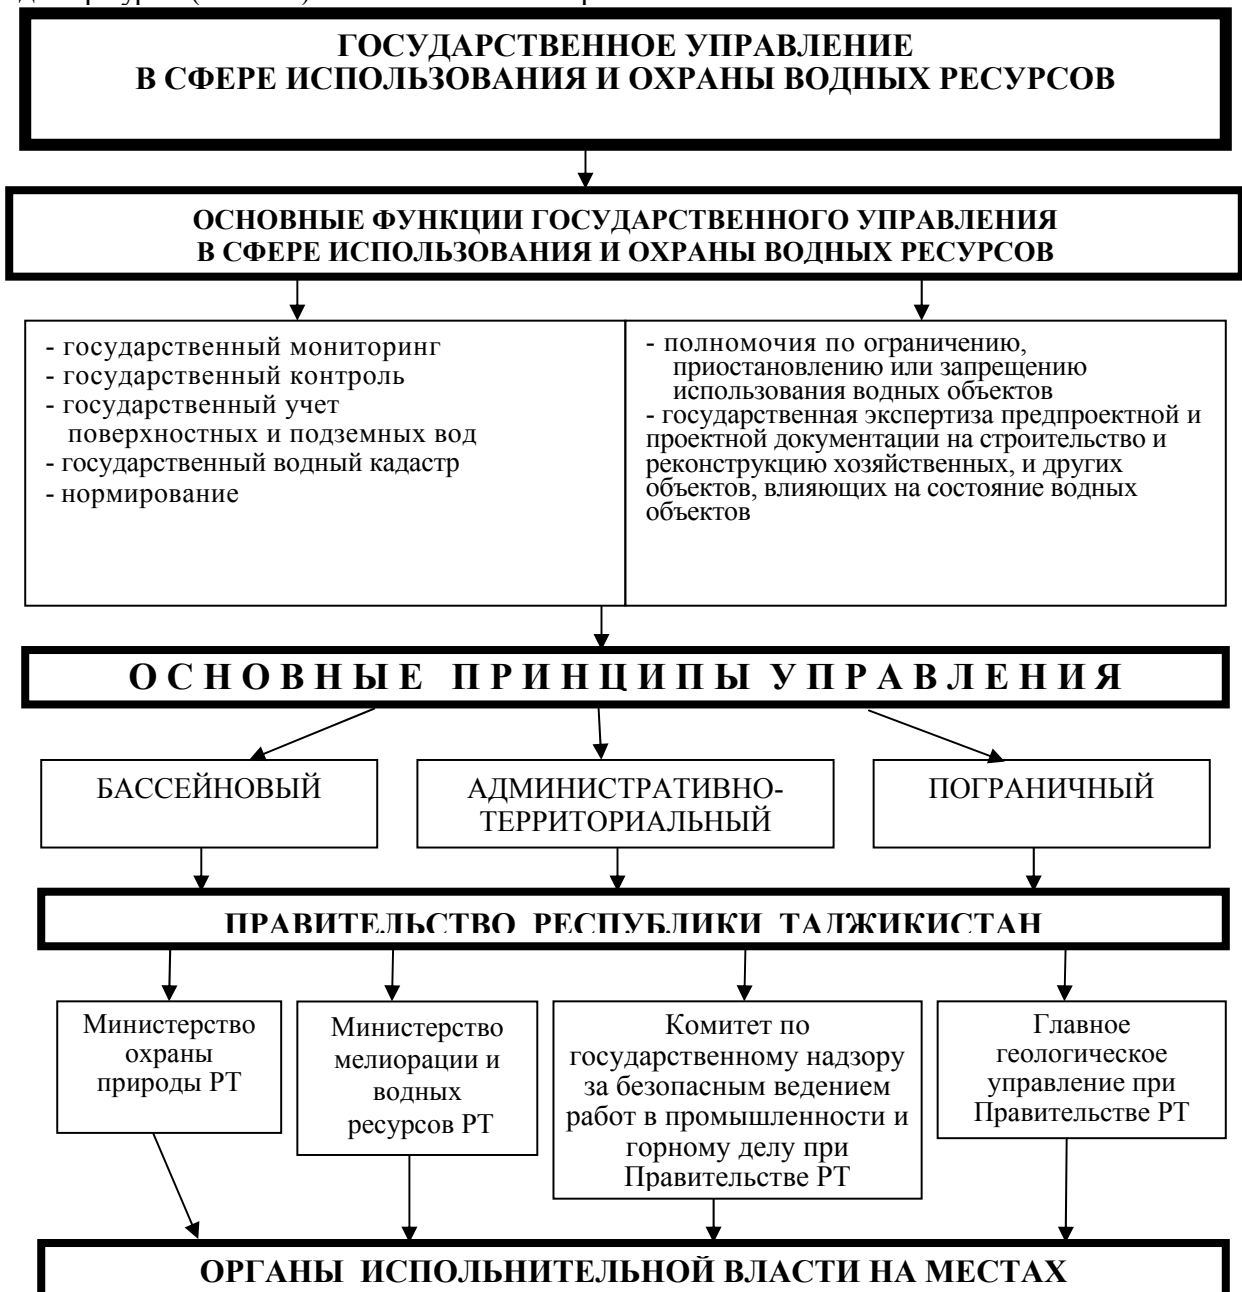 ГОСУДАРСТВЕННОЕ УПРАВЛЕНИЕ
В СФЕРЕ ИСПОЛЬЗОВАНИЯ И ОХРАНЫ ВОДНЫХ РЕСУРСОВ
ОСНОВНЫЕ ФУНКЦИИ ГОСУДАРСТВЕННОГО УПРАВЛЕНИЯ
В СФЕРЕ ИСПОЛЬЗОВАНИЯ И ОХРАНЫ ВОДНЫХ РЕСУРСОВ
- государственный мониторинг
- государственный контроль
- государственный учет
поверхностных и подземных вод
- государственный водный кадастр
- нормирование
- полномочия по ограничению,
приостановлению или запрещению
использования водных объектов
- государственная экспертиза предпроектной и
проектной документации на строительство и
реконструкцию хозяйственных, и других
объектов, влияющих на состояние водных
объектов
О С Н О В Н Ы Е П Р И Н Ц И П Ы У П Р А В Л Е Н И Я
БАССЕЙНОВЫЙ
АДМИНИСТРАТИВНО-
ТЕРРИТОРИАЛЬНЫЙ
ПОГРАНИЧНЫЙ
ПРАВИТЕЛЬСТВО РЕСПУБЛИКИ ТАДЖИКИСТАН
Министерство
охраны
природы РТ
Министерство
мелиорации и
водных
ресурсов РТ
Комитет по
государственному надзору
за безопасным ведением
работ в промышленности и
горному делу при
Правительстве РТ
Главное
геологическое
управление при
Правительстве РТ
ОРГАНЫ ИСПОЛЬНИТЕЛЬНОЙ ВЛАСТИ НА МЕСТАХ